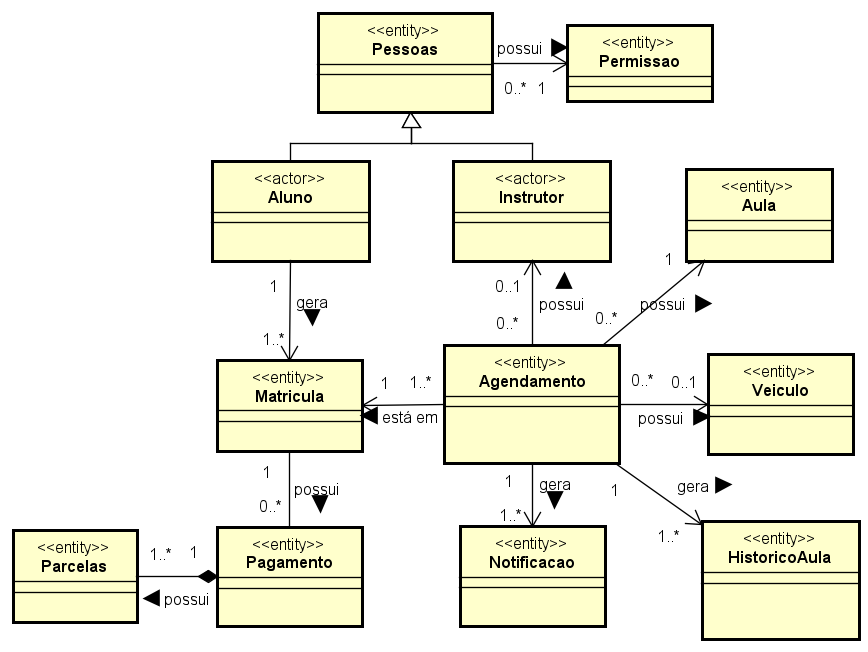 <<entity>>
Pessoas
possui
0..* 1
<<entity>>
Permissao
<<actor>>
Aluno
<<actor>>
Instrutor
<<entity>>
Aula
1
gera
1..*
0..1
possui
0..*
1
possui
0..*
<<entity>>
Matricula
1 1..*
está em
<<entity>>
Agendamento
0..* 0..1
possui
<<entity>>
Veiculo
1
possui
0..*
1
gera
1..*
1
gera
1..*
<<entity>>
Parcelas
1..* 1
possui
<<entity>>
Pagamento
<<entity>>
Notificacao
<<entity>>
HistoricoAula